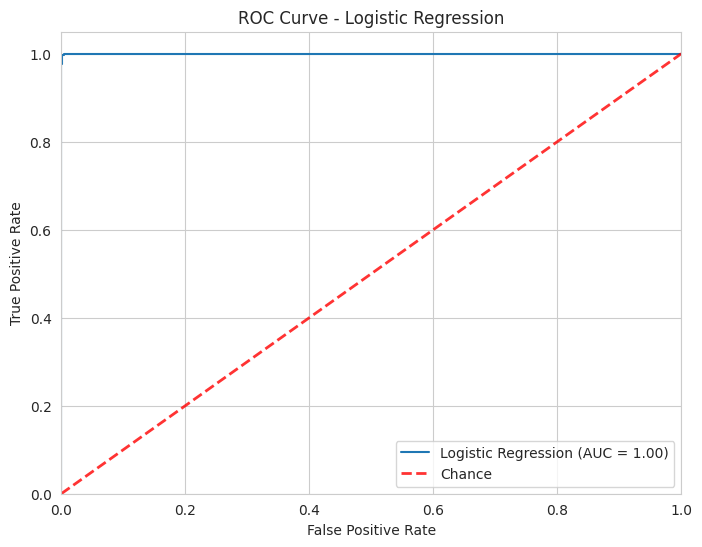 ROC Curve - Logistic Regression
True Positive Rate
1.0
0.8
0.6
0.4
0.2
0.0
Logistic Regression (AUC = 1.00)
Chance
0.0 0.2 0.4 0.6 0.8 1.0
False Positive Rate